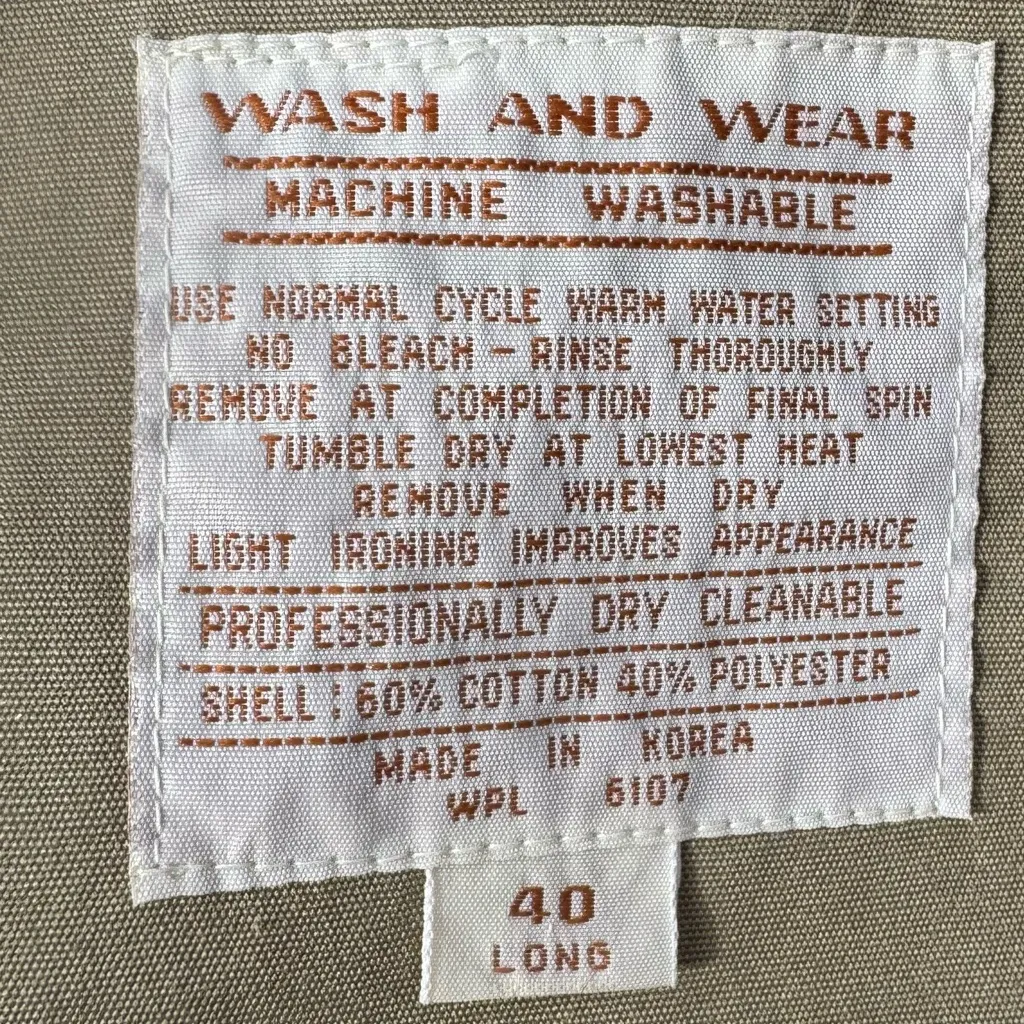 WASH AND WEAR
MACHINE WASHABLE
USE NORMAL CYCLE WARM WATER SETTING
NO BLEACH - RINSE THOROUGHLY
REMOVE AT COMPLETION OF FINAL SPIN
TUMBLE DRY AT LOWEST HEAT
REMOVE WHEN DRY
LIGHT IRONING IMPROVES APPEARANCE
PROFESSIONALLY DRY CLEANABLE
SHELL : 60% COTTON 40% POLYESTER
MADE IN KOREA
WPL 6107
40
LONG